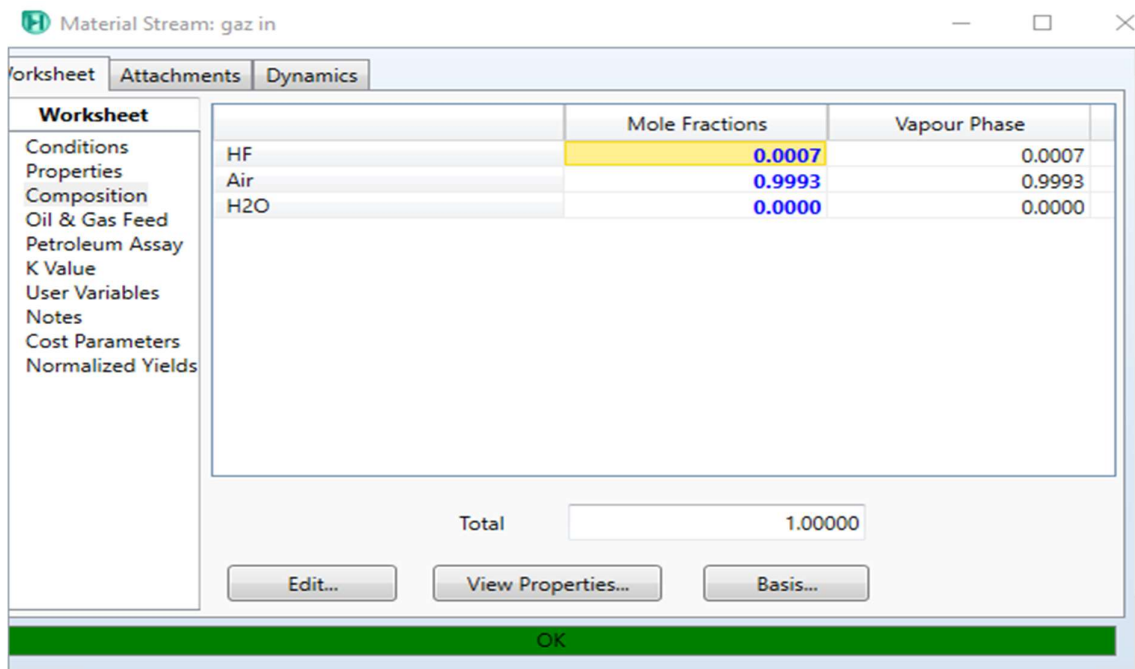 Material Stream: gaz in
orksheet Attachments Dynamics
Worksheet
Conditions
Properties
Composition
Oil & Gas Feed
Petroleum Assay
K Value
User Variables
Notes
Cost Parameters
Normalized Yields
Mole Fractions Vapour Phase
HF 0.0007 0.0007
Air 0.9993 0.9993
H2O 0.0000 0.0000
Total 1.00000
Edit... View Properties... Basis...
OK